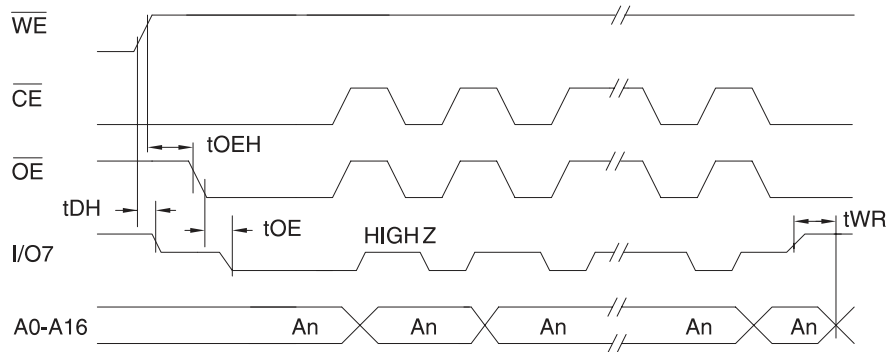 WE
CE
tOEH
OE
tDH
tOE
HIGH Z
tWR
I/O7
A0-A16
An An An An An